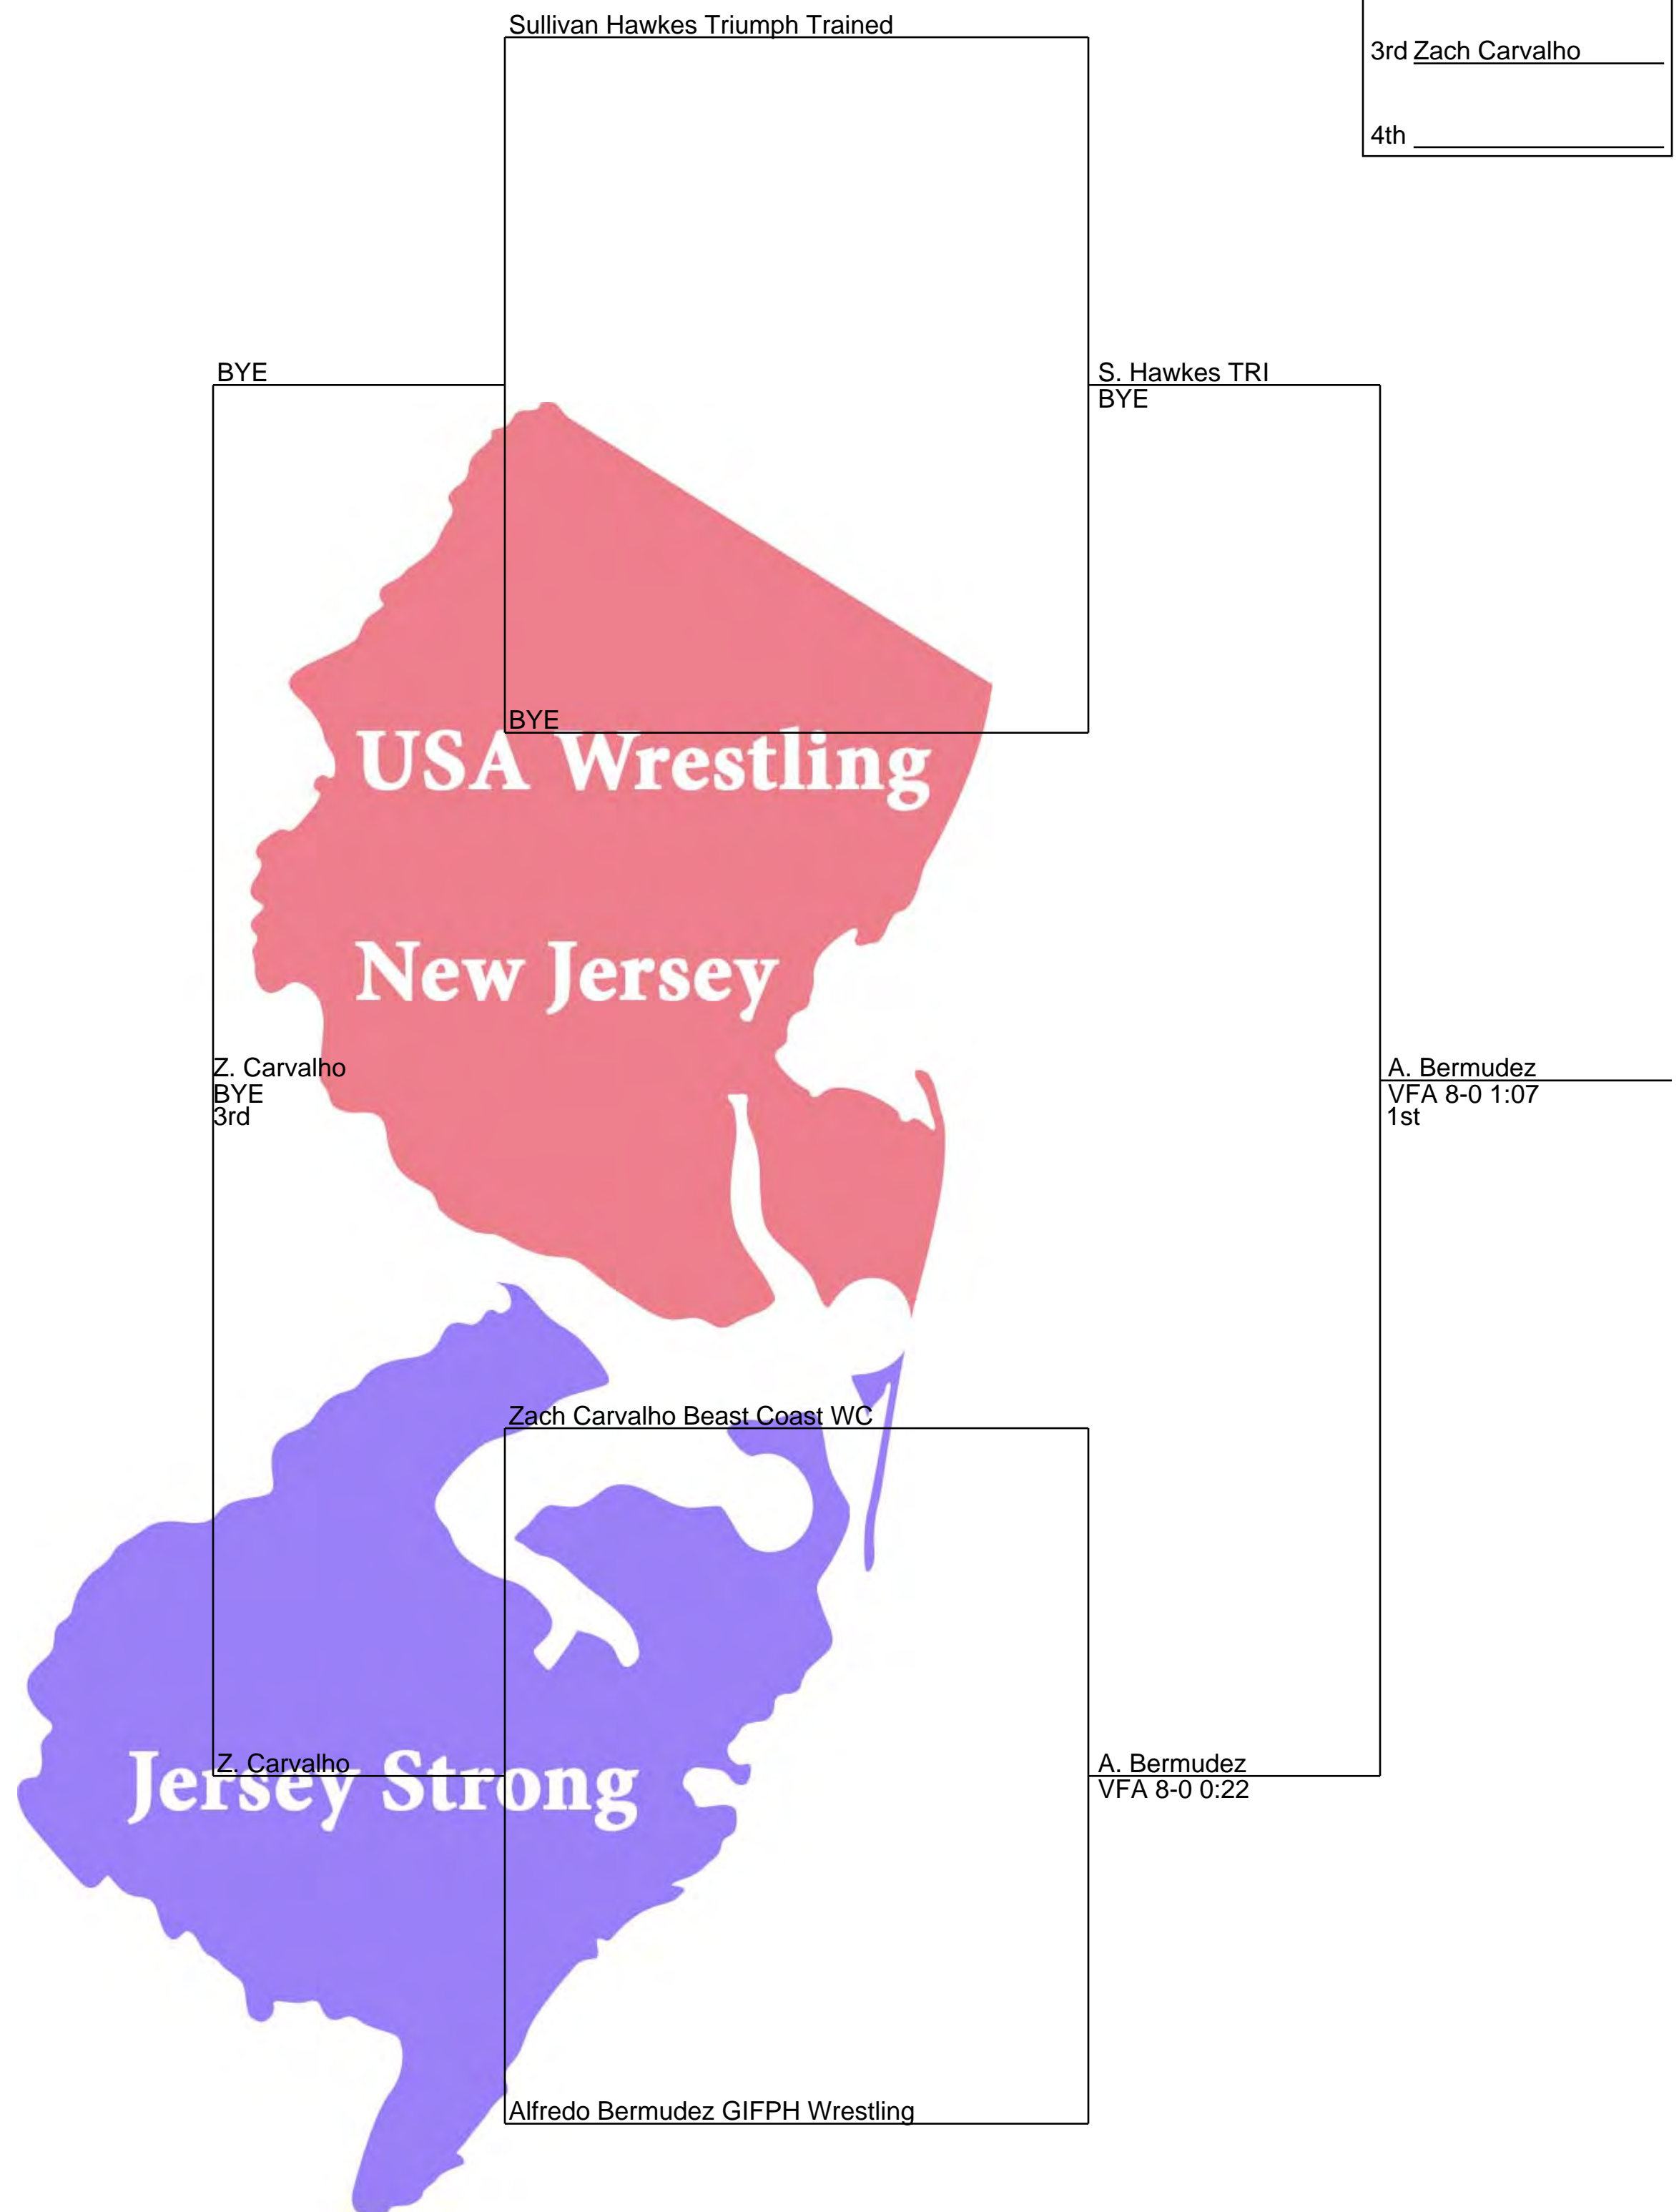 Sullivan Hawkes Triumph Trained
3rd Zach Carvalho
4th
BYE
S. Hawkes TRI
BYE
BYE
USA Wrestling
New Jersey
Z. Carvalho
BYE
3rd
A. Bermudez
VFA 8-0 1:07
1st
Zach Carvalho Beast Coast WC
Z. Carvalho
Jersey Strong
A. Bermudez
VFA 8-0 0:22
Alfredo Bermudez GIFPH Wrestling